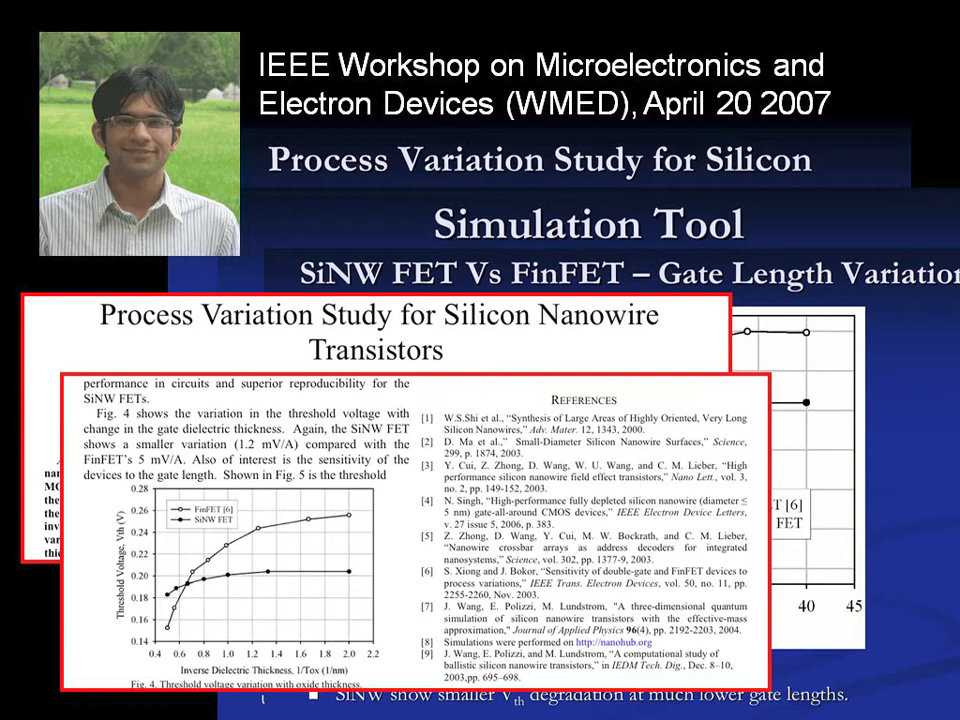 IEEE Workshop on Microelectronics and
Electron Devices (WMED), April 20 2007
Process Variation Study for Silicon
Simulation Tool
SiNW FET Vs FinFET – Gate Length Variation
Process Variation Study for Silicon Nanowire
Transistors
performance in circuits and superior reproducibility for the
SiNW FETs.
Fig. 4 shows the variation in the threshold voltage with
change in the gate dielectric thickness. Again, the SiNW FET
shows a smaller variation (1.2 mV/A) compared with the
FinFET's 5 mV/A. Also of interest is the sensitivity of the
devices to the gate length. Shown in Fig. 5 is the threshold
0.28
0.26
0.24
0.22
0.20
0.18
0.16
0.14
Threshold Voltage, Vth (V)
FinFET [6]
SiNW FET
0.4 0.6 0.8 1.0 1.2 1.4 1.6 1.8 2.0 2.2
Inverse Dielectric Thickness, 1/Tox (1/nm)
Fig. 4. Threshold voltage variation with oxide thickness.
REFERENCES
[1] W.S.Shi et al., “Synthesis of Large Areas of Highly Oriented, Very Long
Silicon Nanowires,” Adv. Mater. 12, 1343, 2000.
[2] D. Ma et al.,” Small-Diameter Silicon Nanowire Surfaces,” Science,
299, p. 1874, 2003.
[3] Y. Cui, Z. Zhong, D. Wang, W. U. Wang, and C. M. Lieber, “High
performance silicon nanowire field effect transistors,” Nano Lett., vol. 3,
no. 2, pp. 149-152, 2003.
[4] N. Singh, “High-performance fully depleted silicon nanowire (diameter ≤
5 nm) gate-all-around CMOS devices,” IEEE Electron Device Letters,
v. 27 issue 5, 2006, p. 383.
[5] Z. Zhong, D. Wang, Y. Cui, M. W. Bockrath, and C. M. Lieber,
“Nanowire crossbar arrays as address decoders for integrated
nanosystems,” Science, vol. 302, pp. 1377-9, 2003.
[6] S. Xiong and J. Bokor, “Sensitivity of double-gate and FinFET devices to
process variations,” IEEE Trans. Electron Devices, vol. 50, no. 11, pp.
2255-2260, Nov. 2003.
[7] J. Wang, E. Polizzi, M. Lundstrom, "A three-dimensional quantum
simulation of silicon nanowire transistors with the effective-mass
approximation," Journal of Applied Physics 96(4), pp. 2192-2203, 2004.
[8] Simulations were performed on http://nanohub.org
[9] J. Wang, E. Polizzi, and M. Lundstrom, “A computational study of
ballistic silicon nanowire transistors,” in IEDM Tech. Dig., Dec. 8–10,
2003,pp. 695–698.
T [6]
FET
40 45
SiNW show smaller Vth degradation at much lower gate lengths.